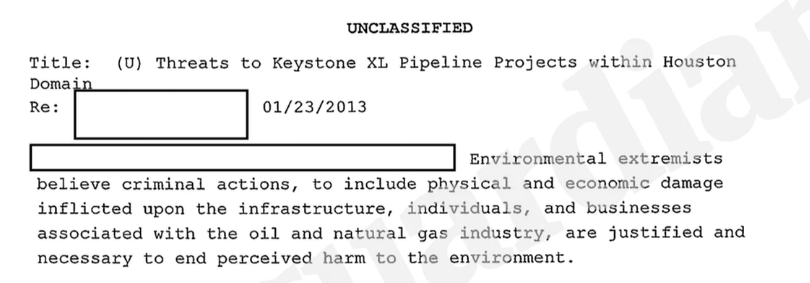 UNCLASSIFIED
Title: (U) Threats to Keystone XL Pipeline Projects within Houston
Domain
Re: 01/23/2013
Environmental extremists
believe criminal actions, to include physical and economic damage
inflicted upon the infrastructure, individuals, and businesses
associated with the oil and natural gas industry, are justified and
necessary to end perceived harm to the environment.
guardian